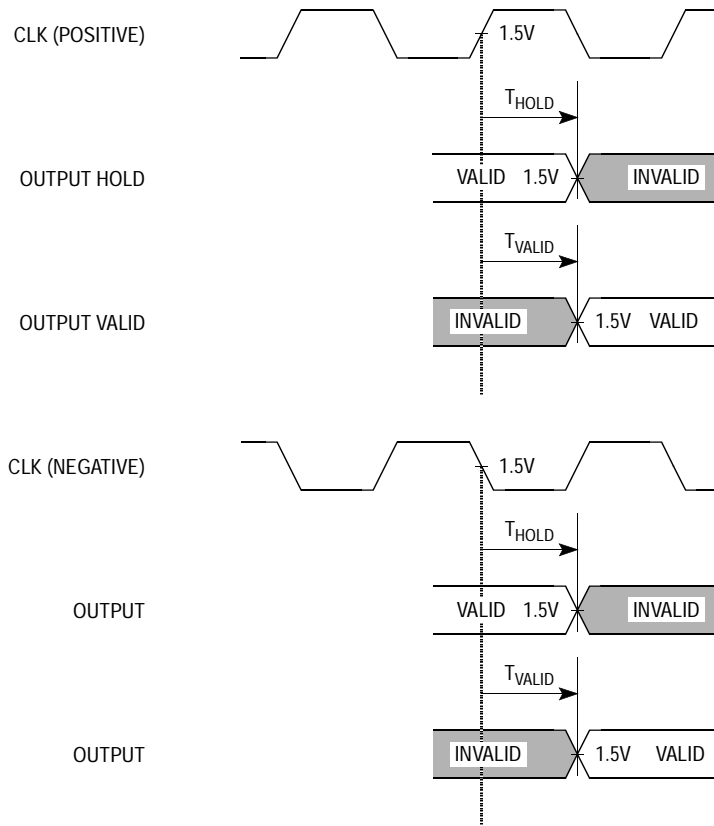 CLK (POSITIVE)
1.5V
THOLD
OUTPUT HOLD
VALID 1.5V INVALID
TVALID
OUTPUT VALID
INVALID 1.5V VALID
CLK (NEGATIVE)
1.5V
THOLD
OUTPUT
VALID 1.5V INVALID
TVALID
OUTPUT
INVALID 1.5V VALID